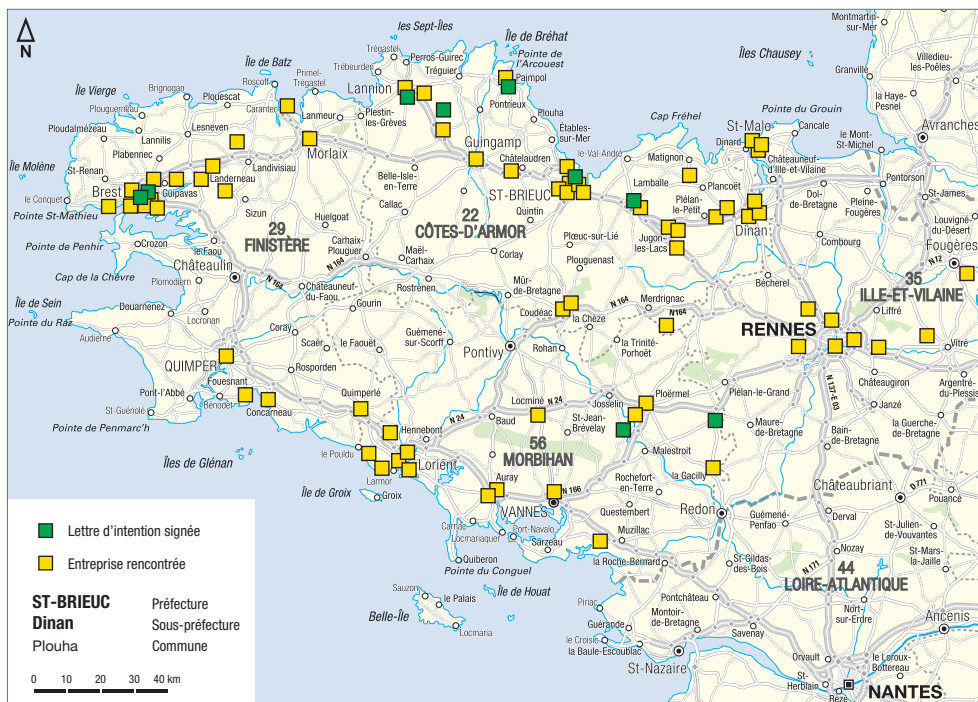 N
les Sept-Îles
Île de Bréhat
Pointe de
l'Arcouest
Îles Chausey
Montmartin-
sur-Mer
Granville
Villedieu-
les-Poêles
la Haye-
Pesnel
Avranches
Trégastel
Perros-Guirec
Trébeurden
Tréguier
Paimpol
Lannion
Pontrieux
Île de Batz
Roscoff
Primel-
Trégastel
Île Vierge
Brignogan
Plouescat
Carantec
Lanmeur
Plestin-
les-Grèves
Plouha
Plouguerneau
Ploudalmézeau
Lannilis
Lesneven
Morlaix
Guingamp
Étables-
sur-Mer
Cap Fréhel
Pointe du Grouin
St-Malo
Cancale
Dinard
le Mont-
St-Michel
le-Val-André
Matignon
Châteauneuf
d'Ille-et-Vilaine
Pontorson
St-James
Île Molène
Plabennec
Landivisiau
Belle-Isle-
en-Terre
Châtelaudren
St-Renan
Brest
Guipavas
Landerneau
ST-BRIEUC
Lamballe
Plancoët
Dol-
de-Bretagne
Pleine-
Fougères
Louvigné-
du-Désert
le Conquet
Pointe St-Mathieu
Sizun
Callac
Quintin
Plélan-
le-Petit
Dinan
Fougères
Pointe de Penhir
Crozon
le-Faou
Huelgoat
29
FINISTÈRE
22
CÔTES-D'ARMOR
Plœuc-sur-Lié
Jugon-
les-Lacs
Combourg
N 12
Cap de la Chèvre
Châteaulin
Carhaix-
Plouguer
Maël-
Carhaix
Corlay
Plouguenast
Bécherel
35
ILLE-ET-VILAINE
N 164
N 164
Plomodiern
Châteauneuf-
du-Faou
Rostrenen
Mûr-
de-Bretagne
N 164
Merdrignac
N164
Liffré
Île de Sein
Pointe du Raz
Douarnenez
Locronan
Gourin
Loudéac
la Chèze
RENNES
Audierne
Coray
Scaër
le Faouët
Guémené-
sur-Scorff
Pontivy
Rohan
la Trinité-
Porhoët
Vitré
QUIMPER
Rosporden
Châteaugiron
Argentré-
du-Plessis
Pont-l'Abbé
Fouesnant
Quimperlé
Locminé
N 24
Josselin
Ploërmel
Plélan-le-Grand
N 137-E 03
Janzé
St-Guénolé
Bénodet
Concarneau
N 24
Baud
St-Jean-
Brévelay
Maure-
de-Bretagne
la Guerche-
de-Bretagne
Pointe de Penmarc'h
Hennebont
56
MORBIHAN
Malestroit
Bain-
de-Bretagne
le Pouldu
Lorient
la Gacilly
Îles de Glénan
Larmor
Groix
Île de Groix
Auray
N 166
Rochefort-
en-Terre
Châteaubriant
D 771
Pouancé
VANNES
Questembert
Redon
Guémené-
Penfao
Derval
St-Julien-
de-Vouvantes
Carnac
Locmariaquer
Port-Navalo
Sarzeau
Muzillac
Nozay
St-Mars-
la-Jaille
Quiberon
Pointe du Conguel
la Roche-Bernard
St-Gildas-
des-Bois
N 171
44
LOIRE-ATLANTIQUE
Sauzon
le Palais
Île de Houat
Piriac
Pontchâteau
Nort-
sur-Erdre
Belle-Île
Locmaria
Guérande
Montoir-
de-Bretagne
Savenay
Ancenis
le Croisic
la Baule-Escoublac
St-Nazaire
Orvault
le Loroux-
Bottereau
St-
Herblain
Rezé
NANTES
Lettre d'intention signée
Entreprise rencontrée
ST-BRIEUC Préfecture
Dinan Sous-préfecture
Plouha Commune
0 10 20 30 40 km